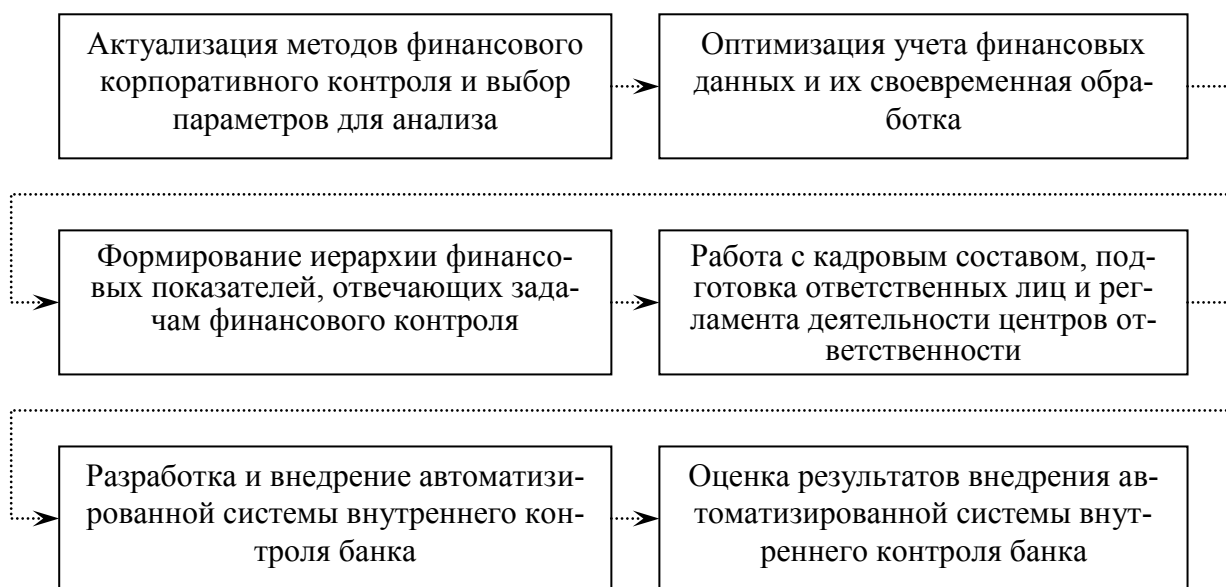 Актуализация методов финансового
корпоративного контроля и выбор
параметров для анализа
Оптимизация учета финансовых
данных и их своевременная обра-
ботка
Формирование иерархии финансо-
вых показателей, отвечающих зада-
чам финансового контроля
Работа с кадровым составом, под-
готовка ответственных лиц и рег-
ламента деятельности центров от-
ветственности
Разработка и внедрение автоматизи-
рованной системы внутреннего кон-
троля банка
Оценка результатов внедрения ав-
томатизированной системы внут-
реннего контроля банка